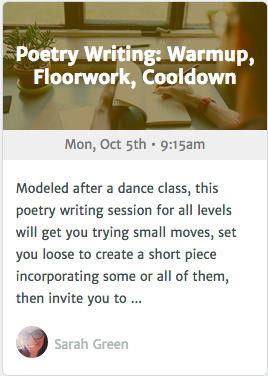 Poetry Writing: Warmup,
Floorwork, Cooldown
Mon, Oct 5th • 9:15am
Modeled after a dance class, this
poetry writing session for all levels
will get you trying small moves, set
you loose to create a short piece
incorporating some or all of them,
then invite you to ...
Sarah Green